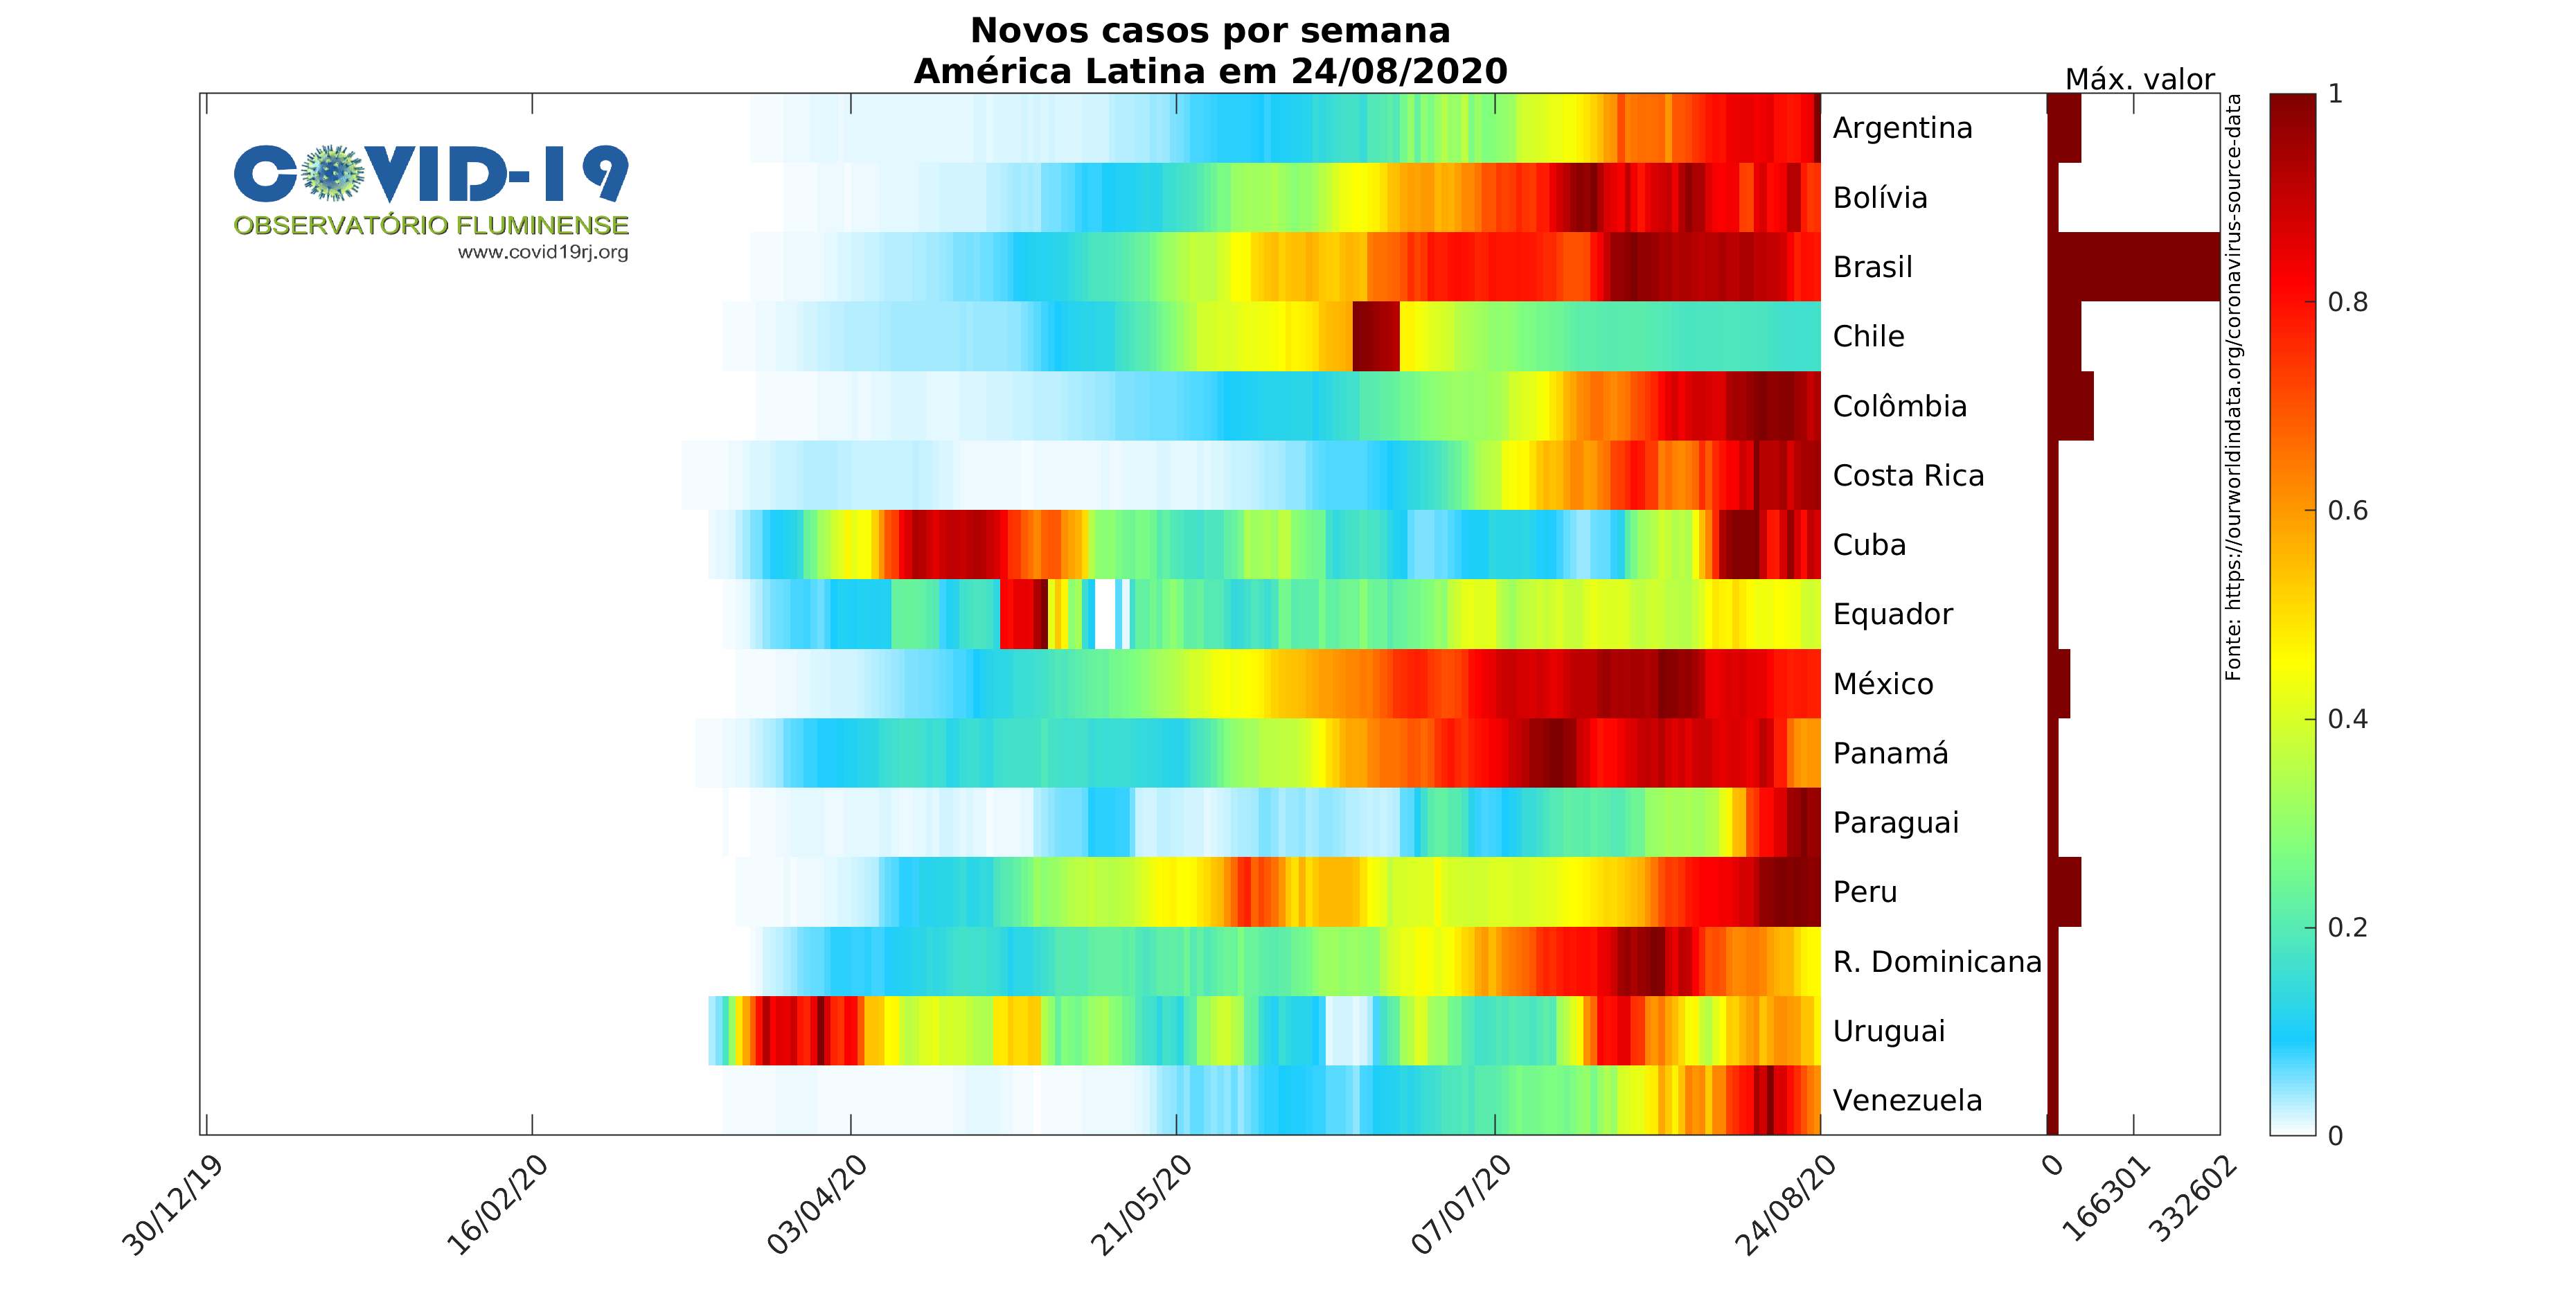 Novos casos por semana
América Latina em 24/08/2020
Máx. valor
COVID-19
OBSERVATÓRIO FLUMINENSE
www.covid19rj.org
Argentina
Bolívia
Brasil
Chile
Colômbia
Costa Rica
Cuba
Equador
México
Panamá
Paraguai
Peru
R. Dominicana
Uruguai
Venezuela
Fonte: https://ourworldindata.org/coronavirus-source-data
1
0.8
0.6
0.4
0.2
0
30/12/19
16/02/20
03/04/20
21/05/20
07/07/20
24/08/20
0
166301
332602